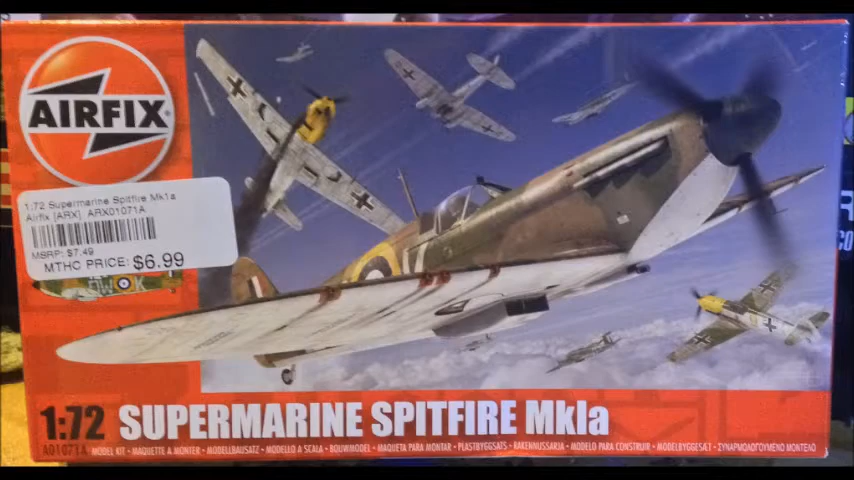 AIRFIX
1:72 Supermarine Spitfire Mk1a
Airfix [ARX] ARX01071A
MSRP: $7.49
MTHC PRICE: $6.99
1:72 SUPERMARINE SPITFIRE MkIa
A01071A MODEL KIT • MAQUETTE A MONTER • MODELLBAUSATZ • MODELLO A SCALA • BOUWMODEL • MAQUETA PARA MONTAR • PLASTBYGGSATS • RAKENNUSSARJA • MODELO PARA CONSTRUIR • MODELBYGGESÆT • ΣΥΝΑΡΜΟΛΟΓΟΥΜΕΝΟ ΜΟΝΤΕΛΟ